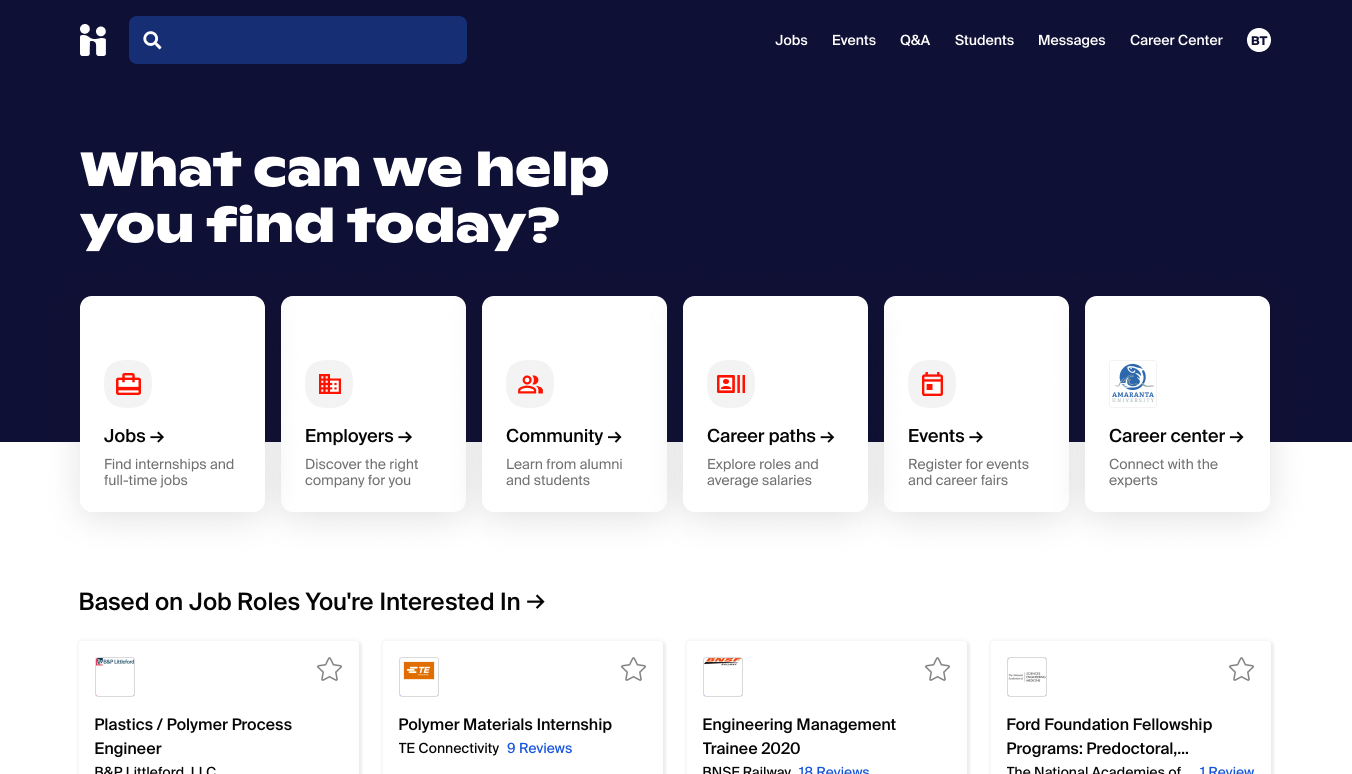 Jobs Events Q&A Students Messages Career Center BT
What can we help
you find today?
Jobs →
Find internships and
full-time jobs
Employers →
Discover the right
company for you
Community →
Learn from alumni
and students
Career paths →
Explore roles and
average salaries
Events →
Register for events
and career fairs
AMARANTA
UNIVERSITY
Career center →
Connect with the
experts
Based on Job Roles You're Interested In →
B&P Littleford
Plastics / Polymer Process
Engineer
B&P Littleford, LLC
TE
Polymer Materials Internship
TE Connectivity 9 Reviews
BNSF
RAILWAY
Engineering Management
Trainee 2020
BNSF Railway 18 Reviews
Ford Foundation Fellowship
Programs: Predoctoral,...
The National Academies of 1 Review